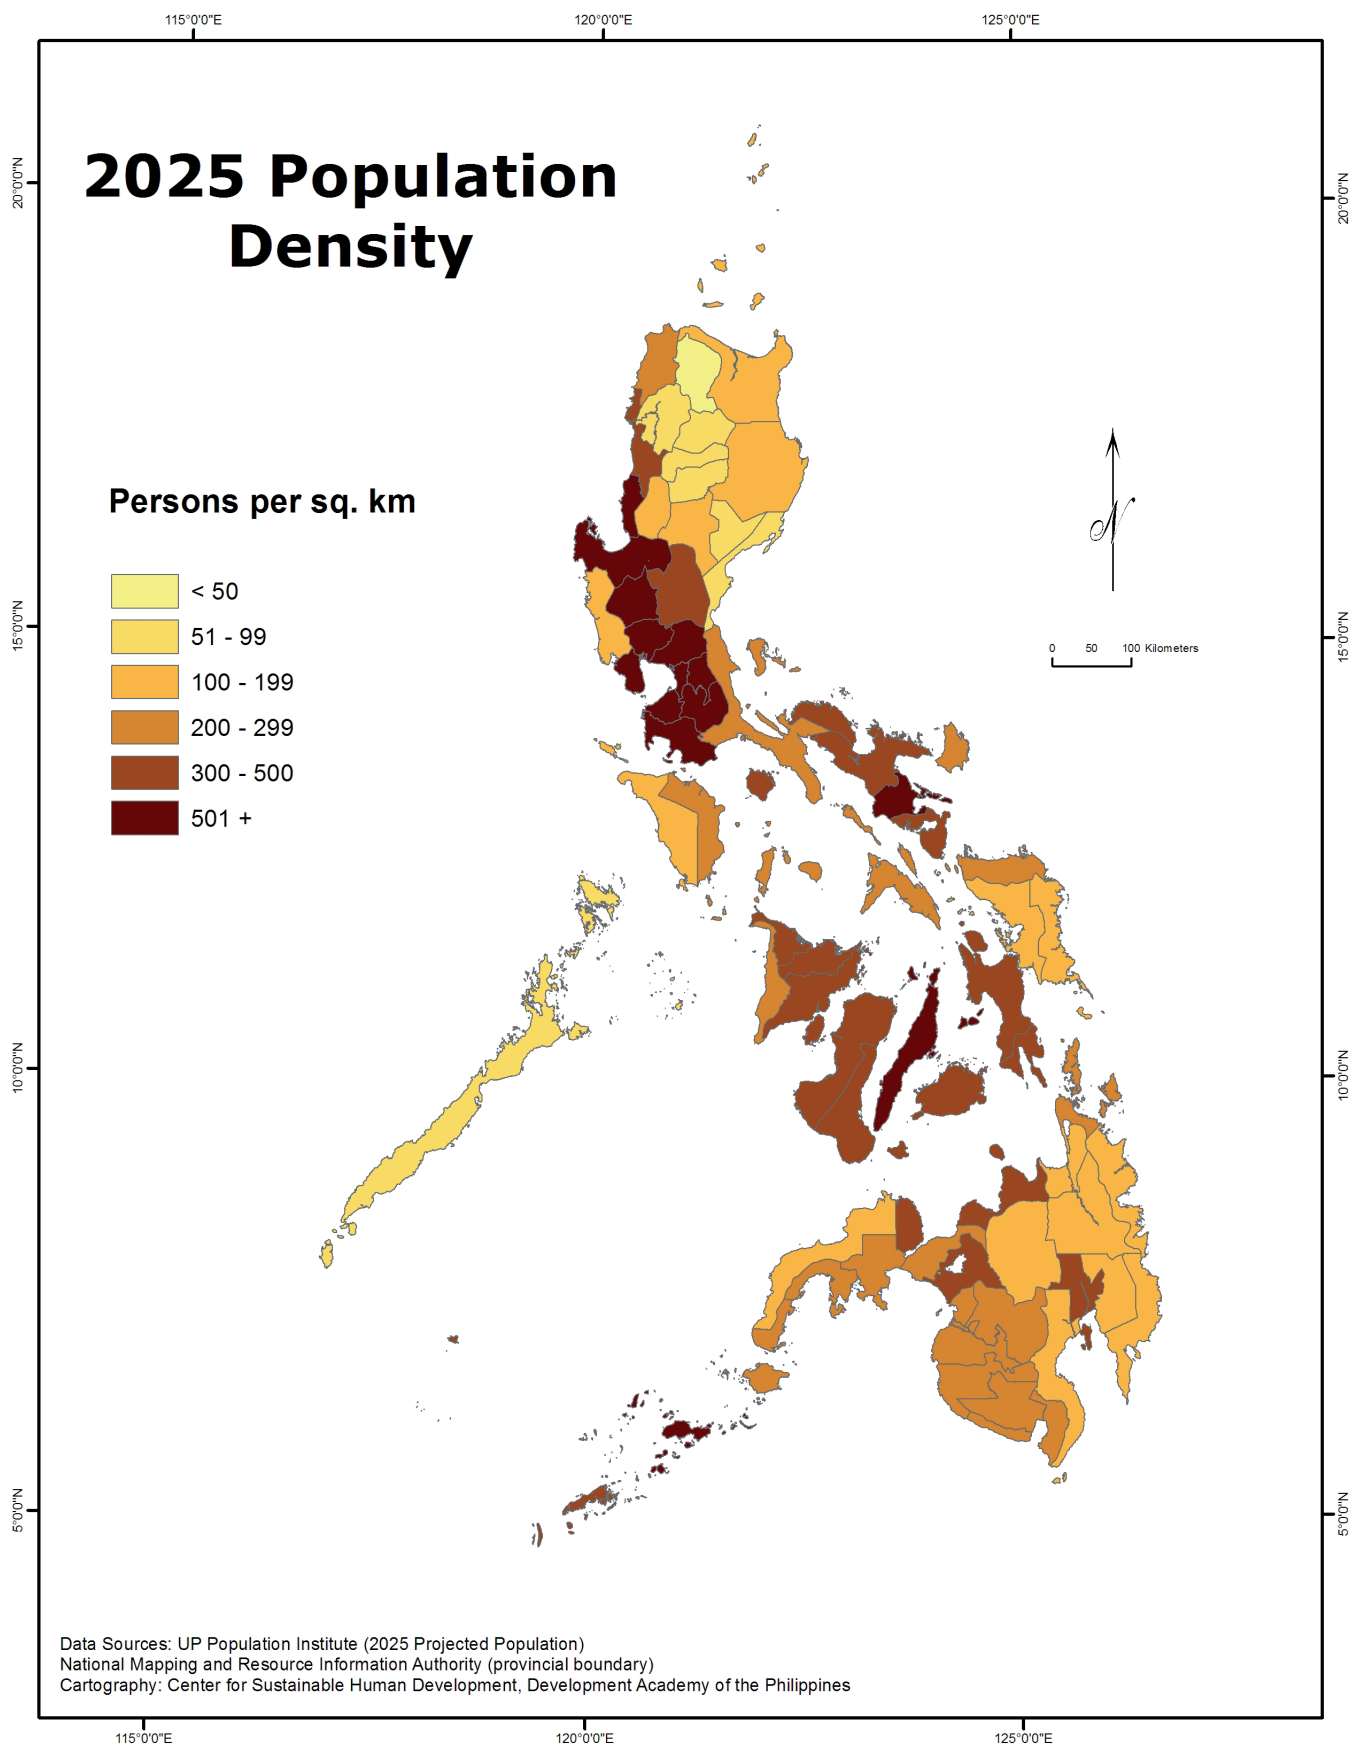 115°0'0"E 120°0'0"E 125°0'0"E
20°0'0"N
20°0'0"N
2025 Population
Density
N
Persons per sq. km
< 50
51 - 99
100 - 199
200 - 299
300 - 500
501 +
15°0'0"N
15°0'0"N
0 50 100 Kilometers
10°0'0"N
10°0'0"N
5°0'0"N
5°0'0"N
Data Sources: UP Population Institute (2025 Projected Population)
National Mapping and Resource Information Authority (provincial boundary)
Cartography: Center for Sustainable Human Development, Development Academy of the Philippines
115°0'0"E 120°0'0"E 125°0'0"E